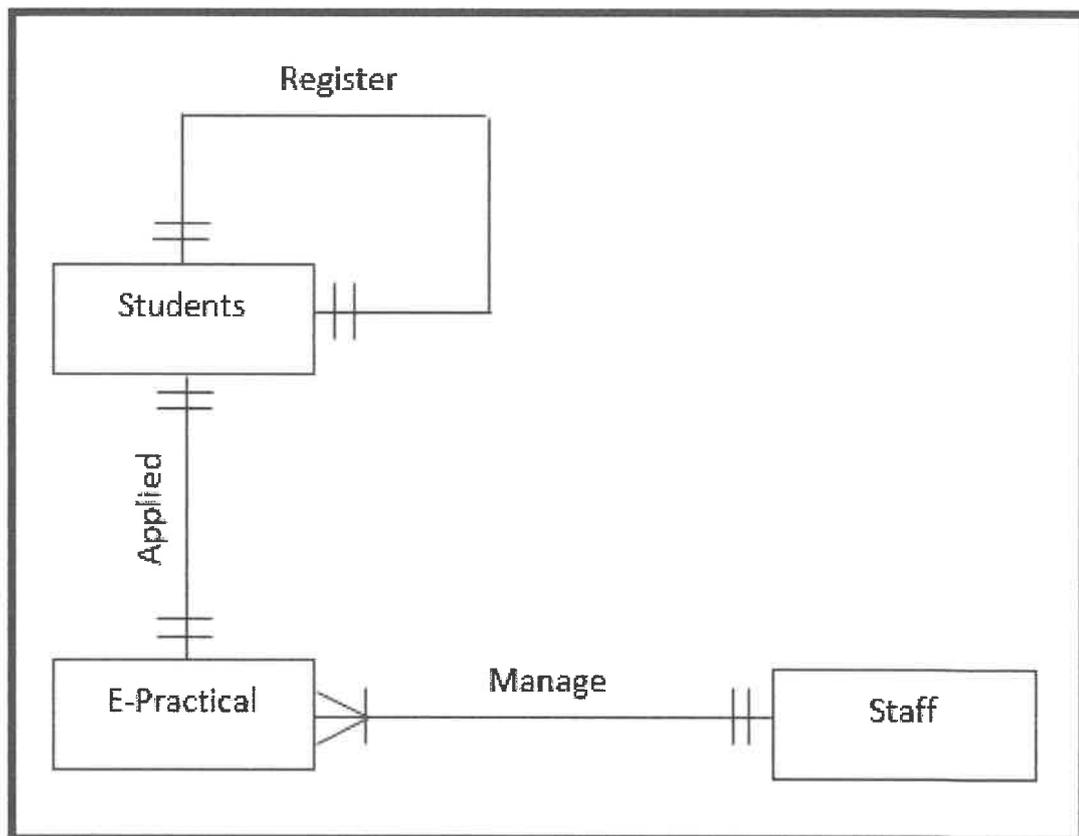 Register
Students
Applied
E-Practical
Manage
Staff